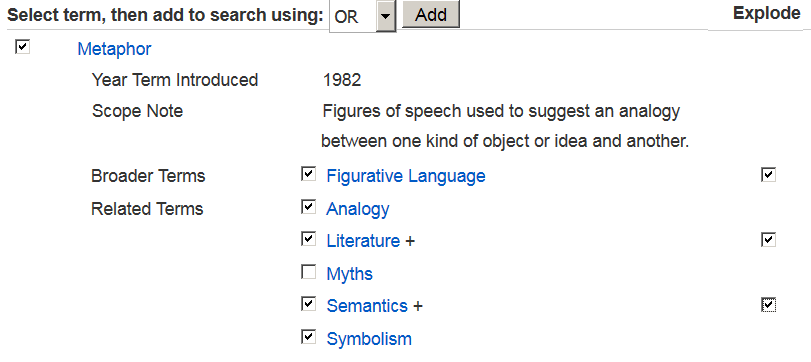 Select term, then add to search using: OR Add Explode
Metaphor
Year Term Introduced 1982
Scope Note Figures of speech used to suggest an analogy
between one kind of object or idea and another.
Broader Terms Figurative Language
Related Terms Analogy
Literature +
Myths
Semantics +
Symbolism